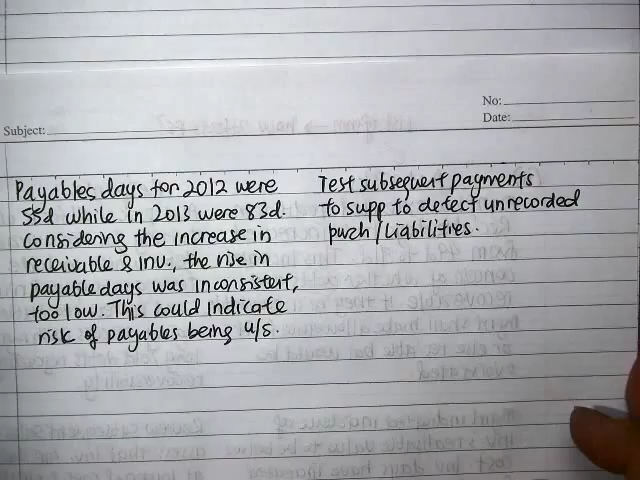 No:
Subject:
Date:
Payables days for 2012 were
55d while in 2013 were 83d.
considering the increase in
receivable & inv., the rise in
payable days was inconsistent,
too low. This could indicate
risk of payables being u/s.
Test subsequent payments
to supp to detect unrecorded
purch/liabilities.